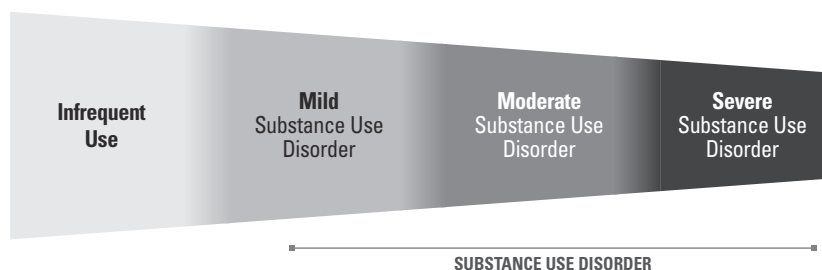 Infrequent
Use
Mild
Substance Use
Disorder
Moderate
Substance Use
Disorder
Severe
Substance Use
Disorder
SUBSTANCE USE DISORDER